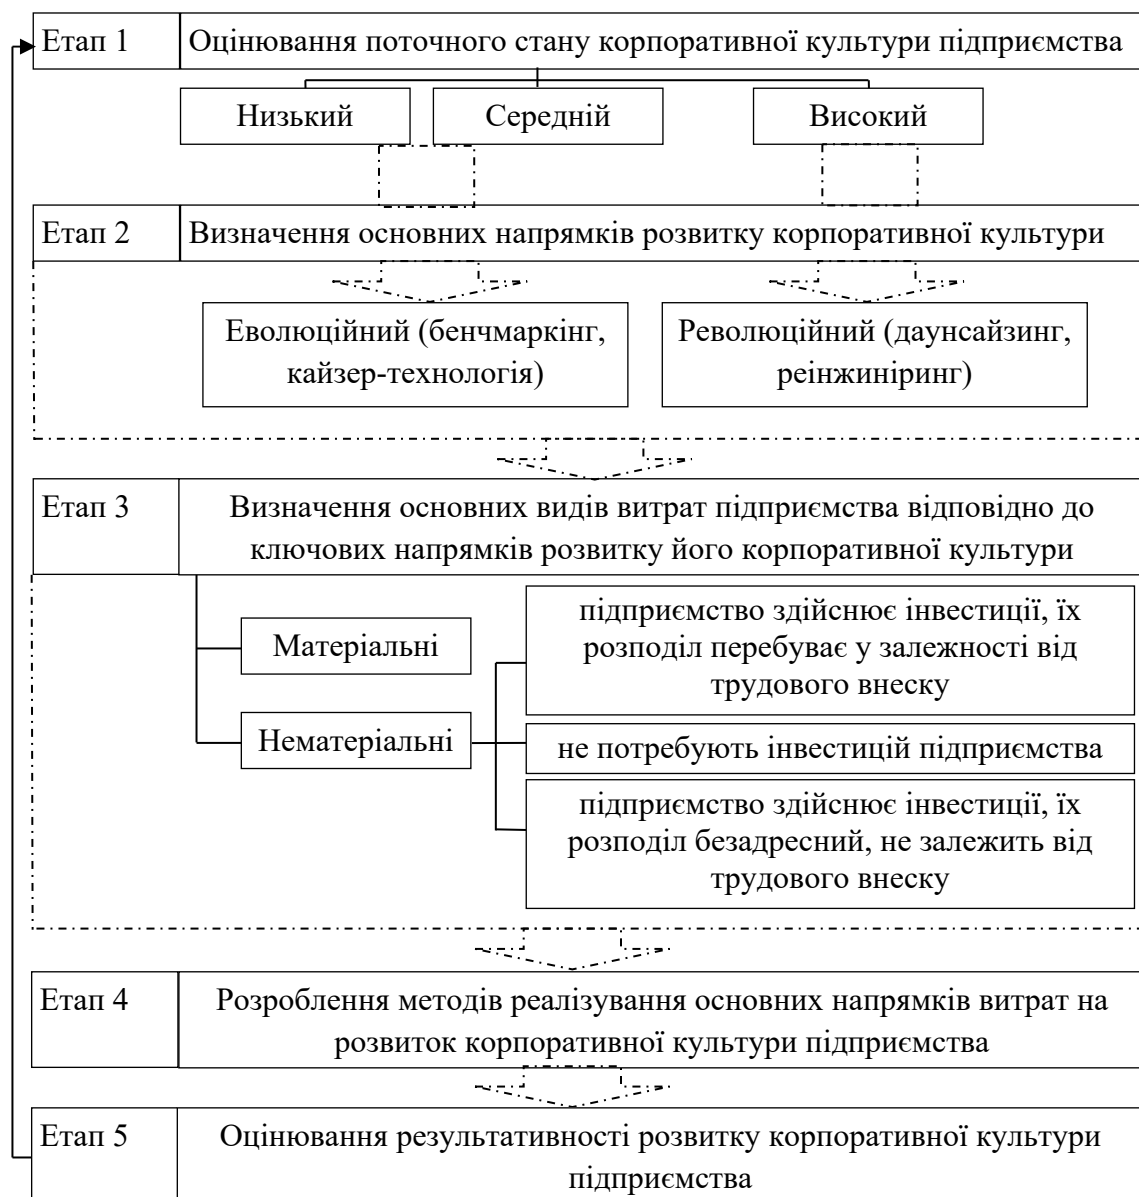 Етап 1
Оцінювання поточного стану корпоративної культури підприємства
Низький
Середній
Високий
Етап 2
Визначення основних напрямків розвитку корпоративної культури
Еволюційний (бенчмаркінг,
кайзер-технологія)
Революційний (даунсайзинг,
реінжиніринг)
Етап 3
Визначення основних видів витрат підприємства відповідно до
ключових напрямків розвитку його корпоративної культури
Матеріальні
Нематеріальні
підприємство здійснює інвестиції, їх
розподіл перебуває у залежності від
трудового внеску
не потребують інвестицій підприємства
підприємство здійснює інвестиції, їх
розподіл безадресний, не залежить від
трудового внеску
Етап 4
Розроблення методів реалізування основних напрямків витрат на
розвиток корпоративної культури підприємства
Етап 5
Оцінювання результативності розвитку корпоративної культури
підприємства